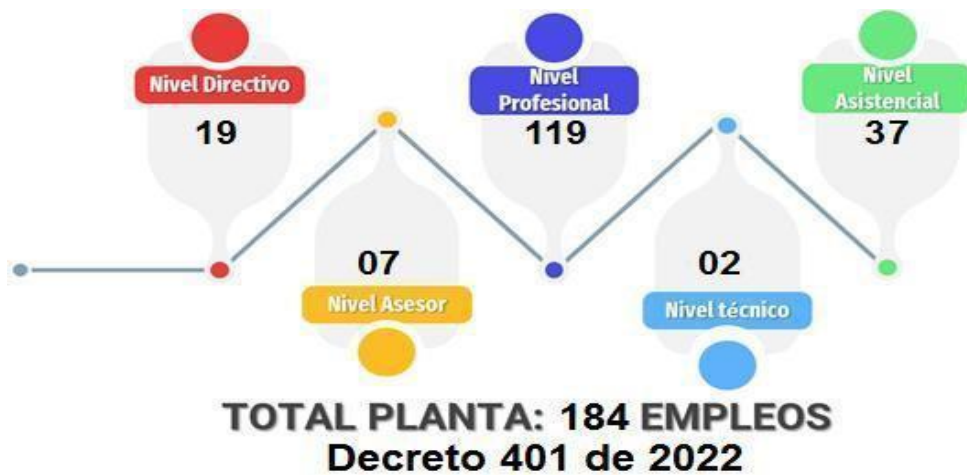 Nivel Directivo
19
Nivel
Profesional
119
Nivel
Asistencial
37
07
Nivel Asesor
02
Nivel técnico
TOTAL PLANTA: 184 EMPLEOS
Decreto 401 de 2022